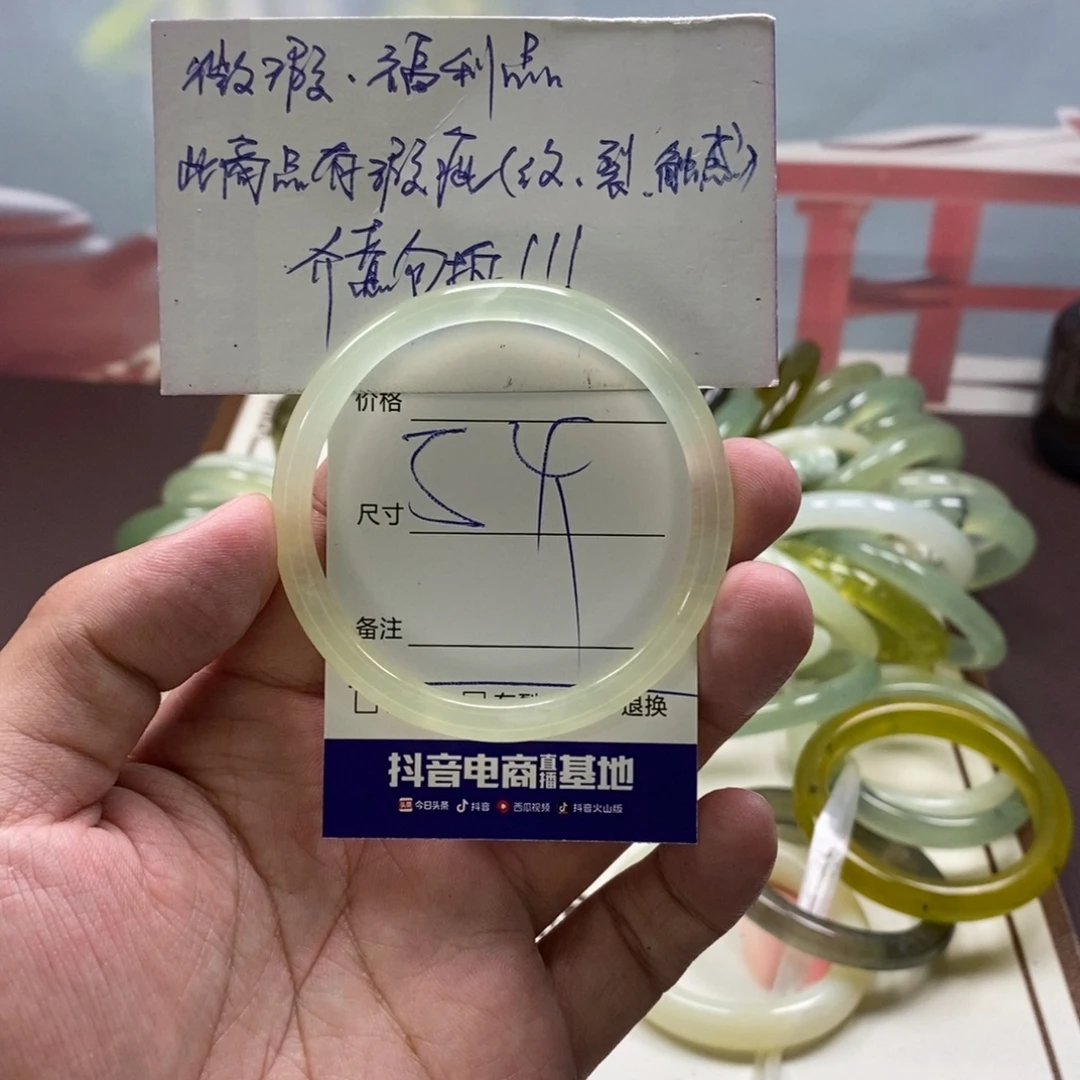 微瑕.福利品
此商品有瑕疵(纹、裂、触感)
介意勿拆!!!
价格
尺寸 54
备注
退换
抖音电商直播基地
今日头条 抖音 西瓜视频 抖音火山版